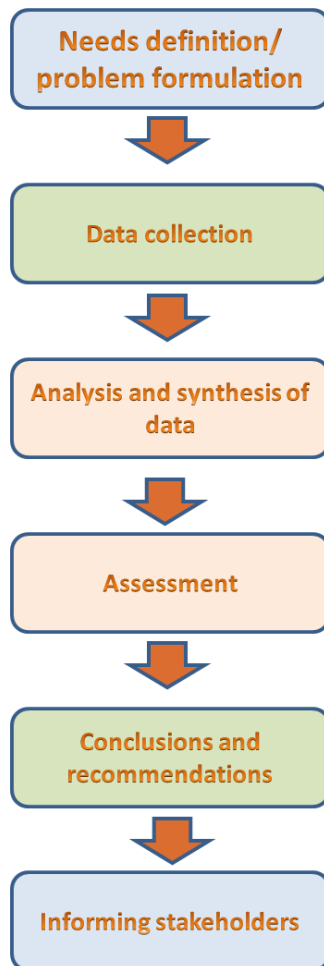 Needs definition/
problem formulation
Data collection
Analysis and synthesis of
data
Assessment
Conclusions and
recommendations
Informing stakeholders